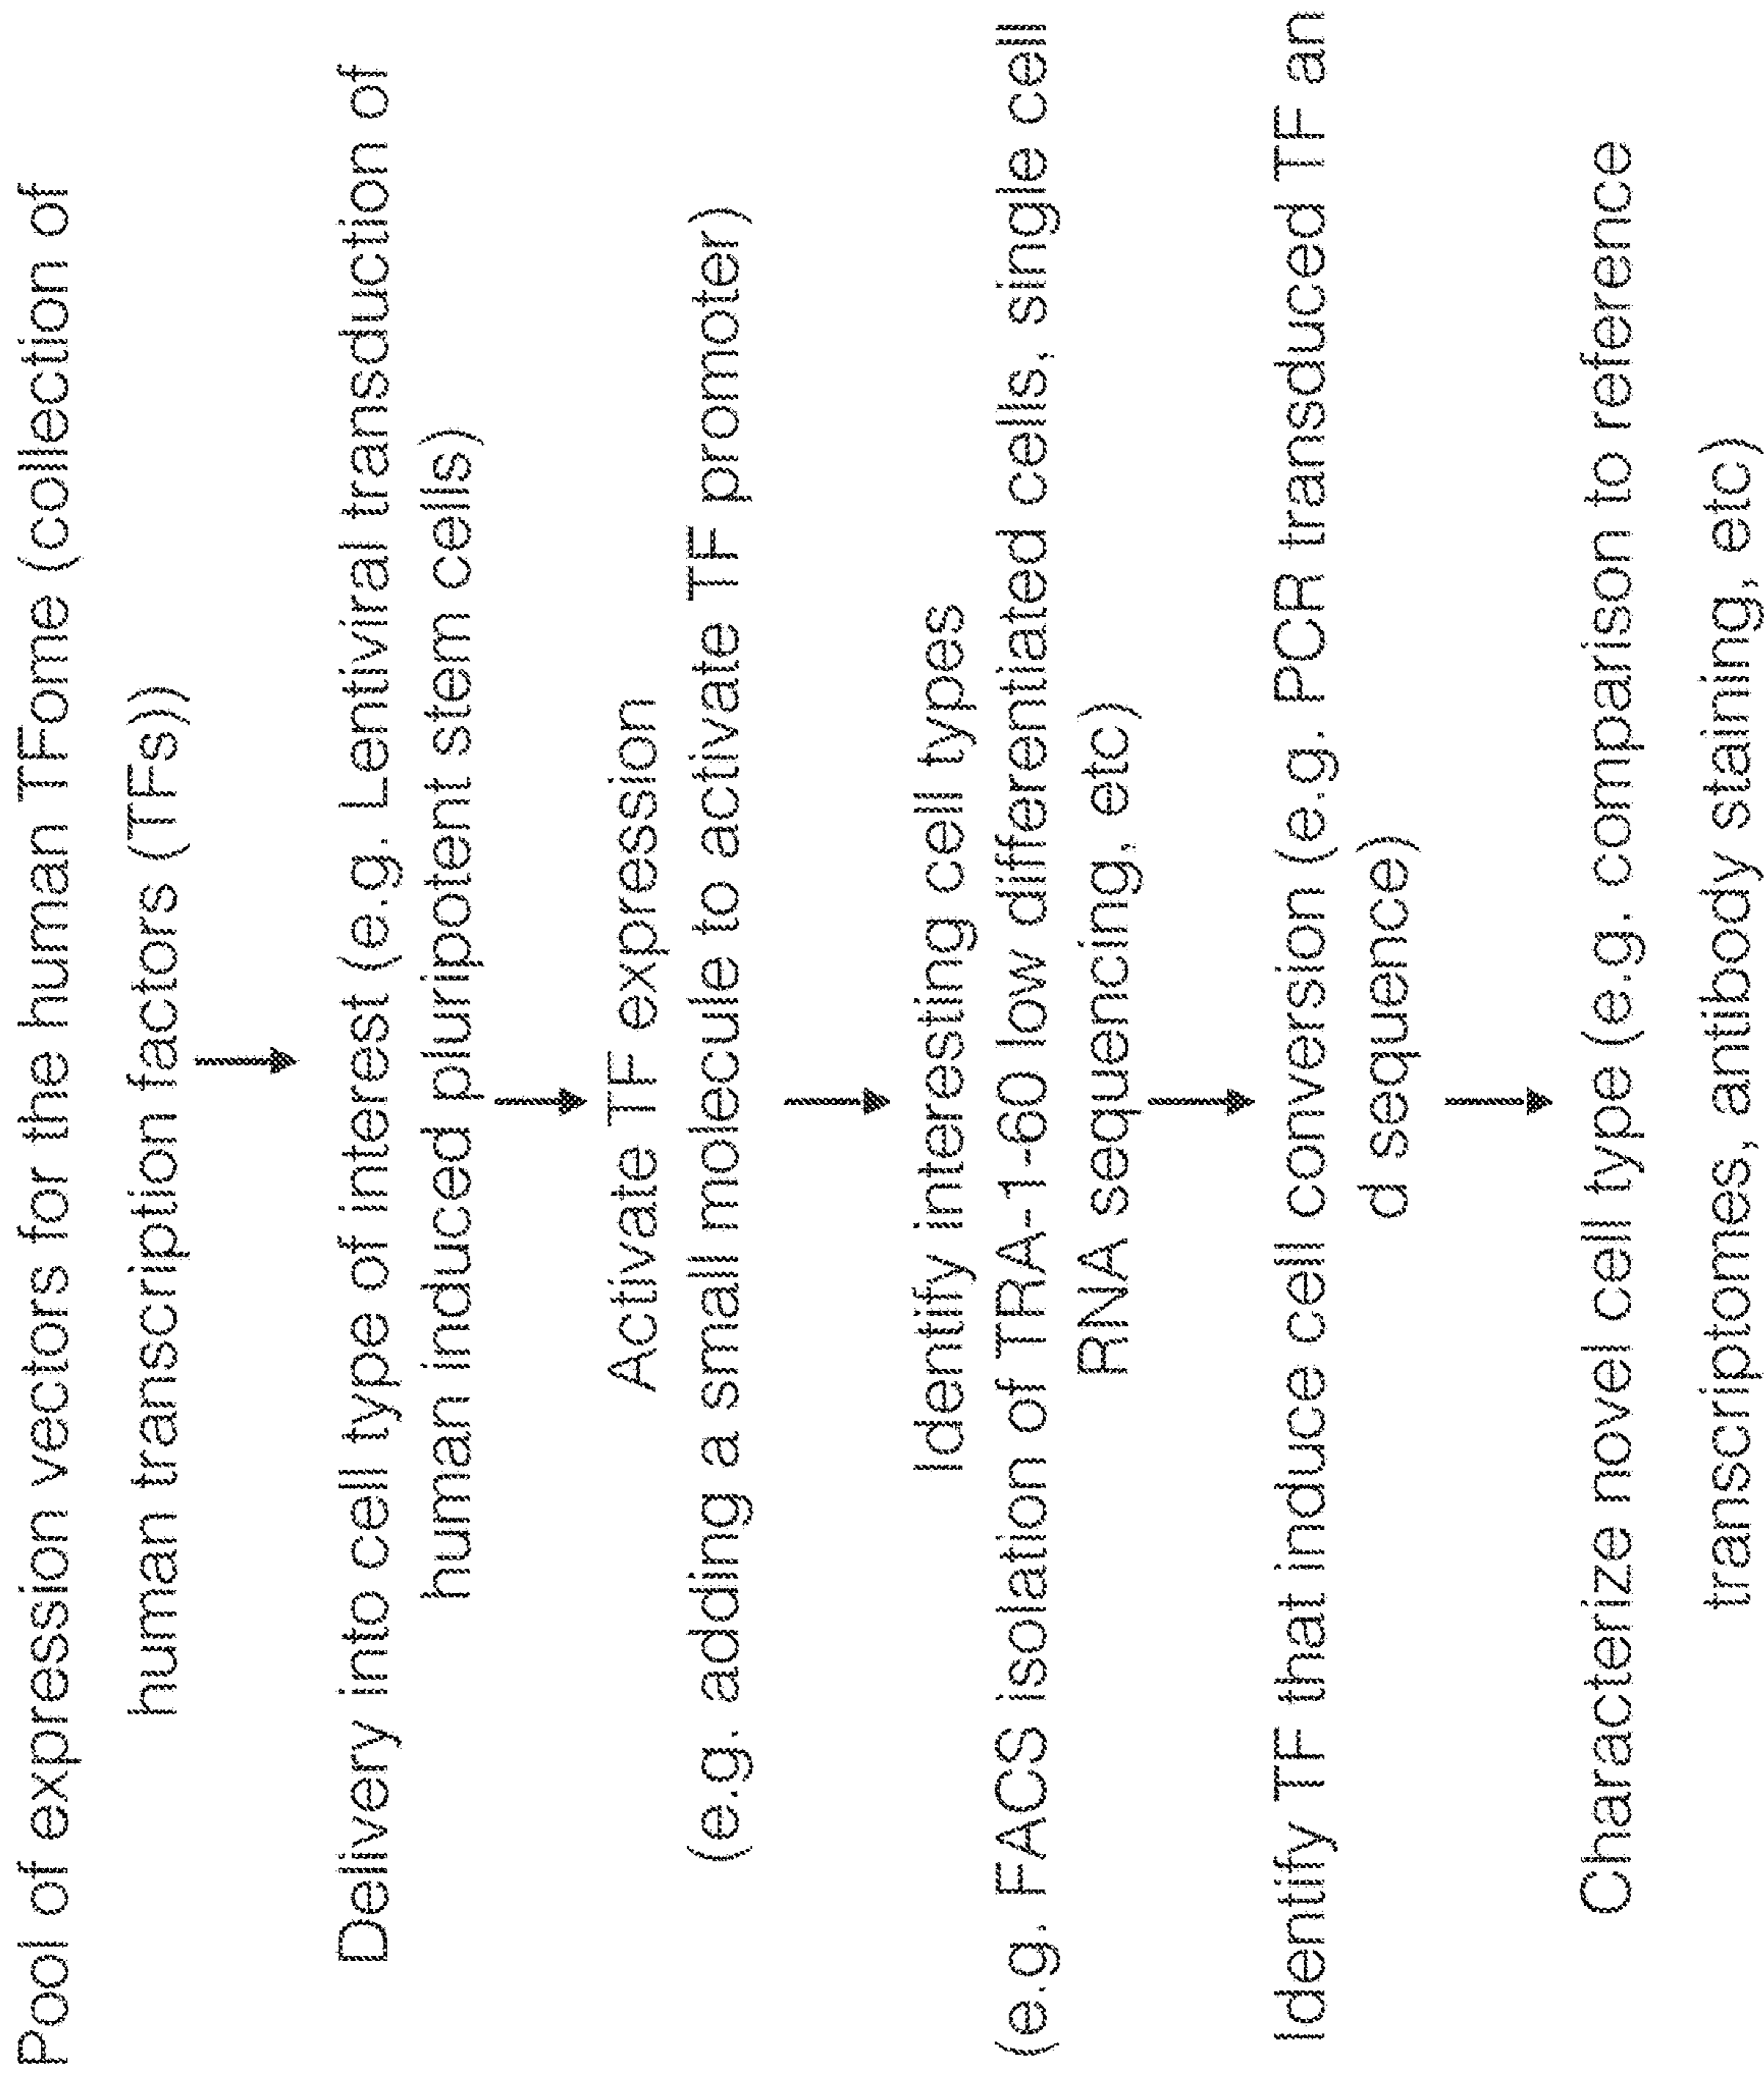 Pool of expression vectors for the human TFome (collection of
human transcription factors (TFs))
Delivery into cell type of interest (e.g. Lentiviral transduction of
human induced pluripotent stem cells)
Activate TF expression
(e.g. adding a small molecule to activate TF promoter)
Identify interesting cell types
(e.g. FACS isolation of TRA-1-60 low differentiated cells, single cell
RNA sequencing, etc)
Identify TF that induce cell conversion (e.g. PCR transduced TF an
d sequence)
Characterize novel cell type (e.g. comparison to reference
transcriptomes, antibody staining, etc)